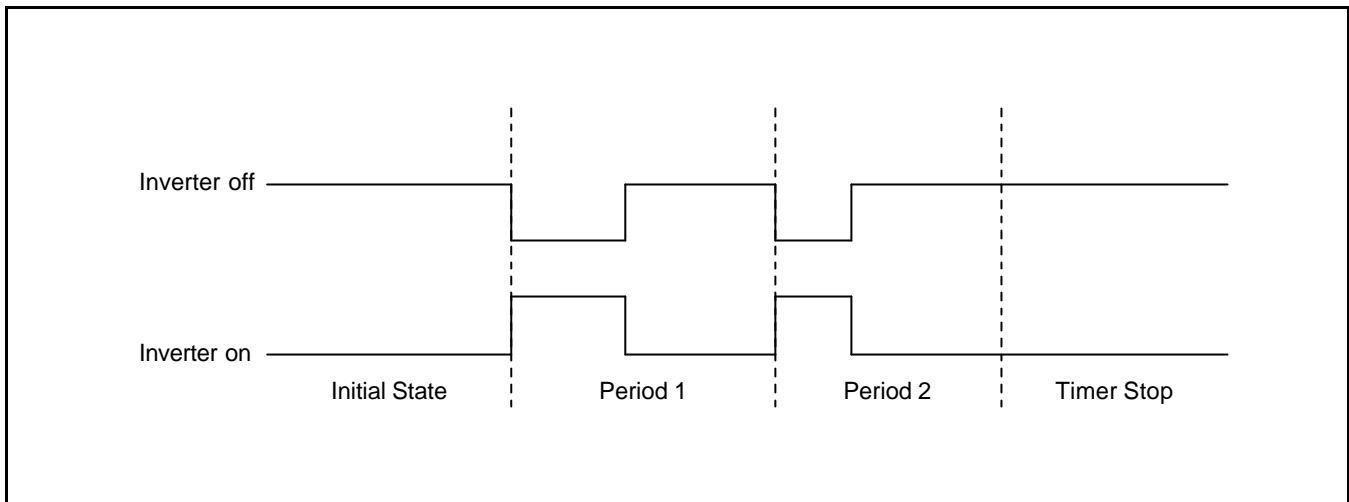 Inverter off
Inverter on
Initial State
Period 1
Period 2
Timer Stop